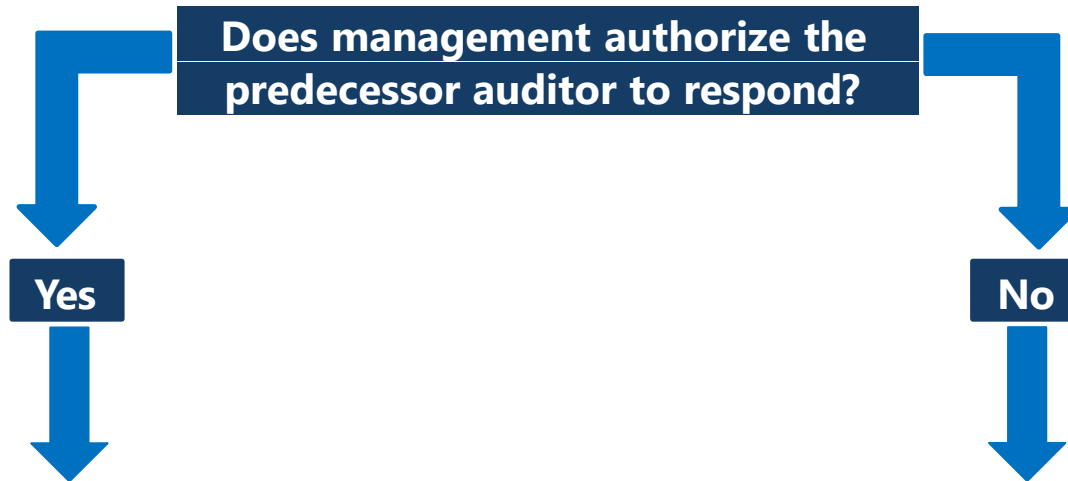 Does management authorize the
predecessor auditor to respond?
Yes
No